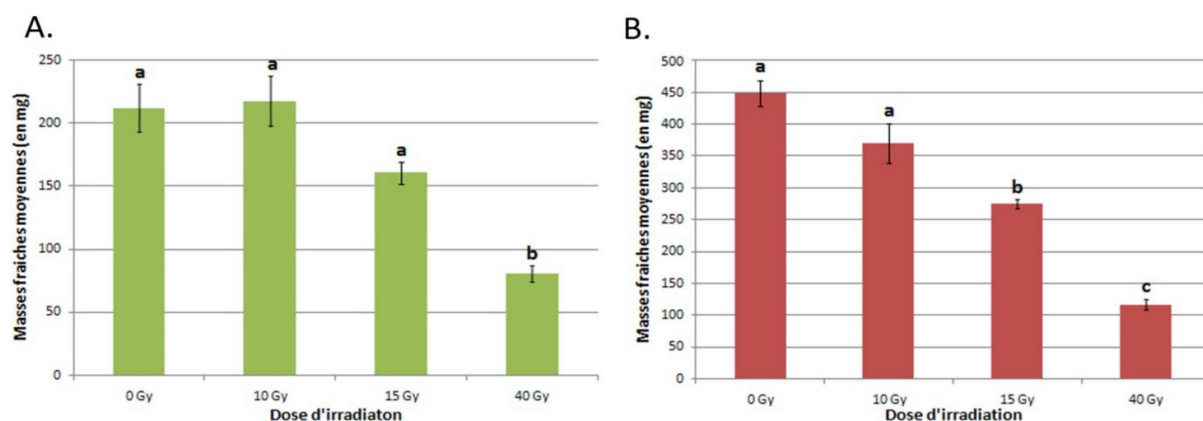 A.
Masses fraiches moyennes (en mg)
250
200
150
100
50
0
a
a
a
b
0 Gy
10 Gy
15 Gy
40 Gy
Dose d'irradiaton
B.
Masses fraiches moyennes (en mg)
500
450
400
350
300
250
200
150
100
50
0
a
a
b
c
0 Gy
10 Gy
15 Gy
40 Gy
Dose d'irradiation